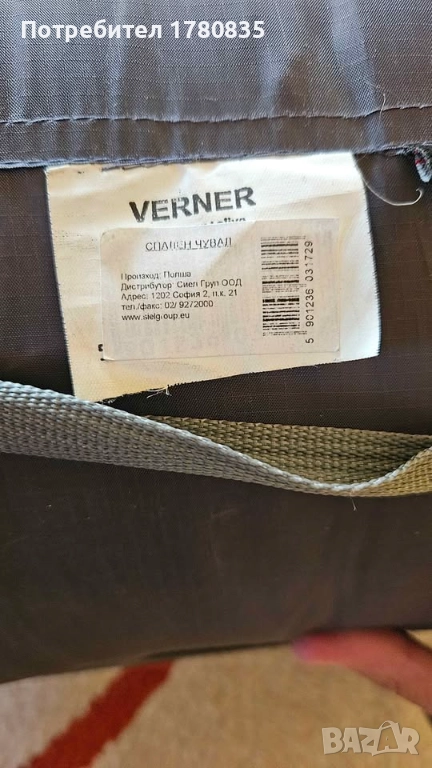 Потребител 1780835
VERNER
СПАЛЕН ЧУВАЛ
Произход: Полша
Дистрибутор Сиел Груп ООД
Адрес: 1202 София 2, п.к. 21
тел./факс: 02/ 92/2000
www.sielgroup.eu
5 901236 031729
BAZAR